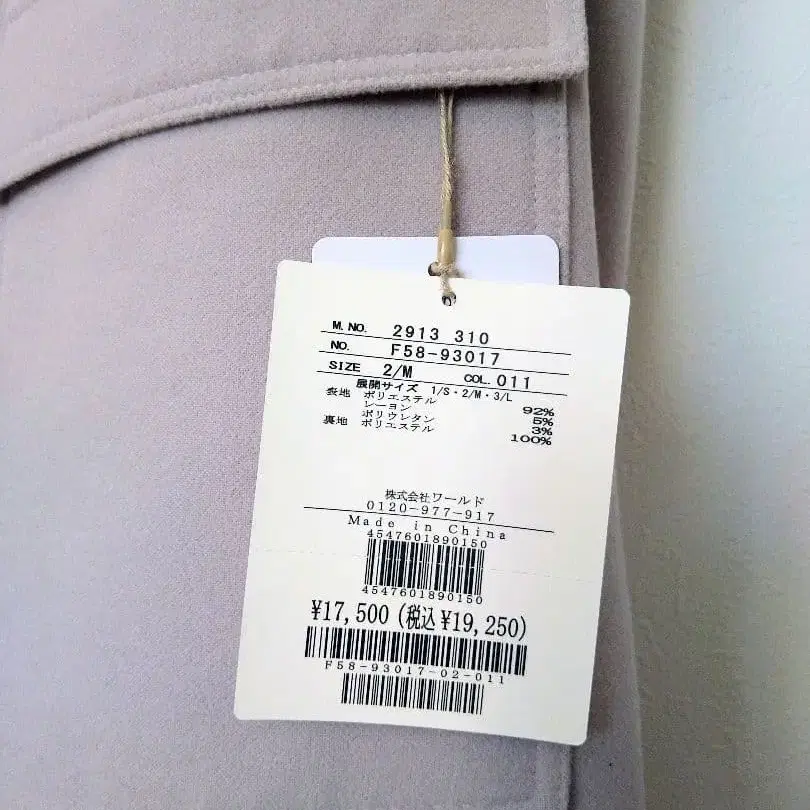 M. NO. 2913 310
NO. F58-93017
SIZE 2/M COL. 011
展開サイズ 1/S・2/M・3/L
表地 ポリエステル 92%
レーヨン 5%
ポリウレタン 3%
裏地 ポリエステル 100%
株式会社ワールド
0120-977-917
Made in China
4547601890150
4547601890150
¥17,500 (税込¥19,250)
F58-93017-02-011